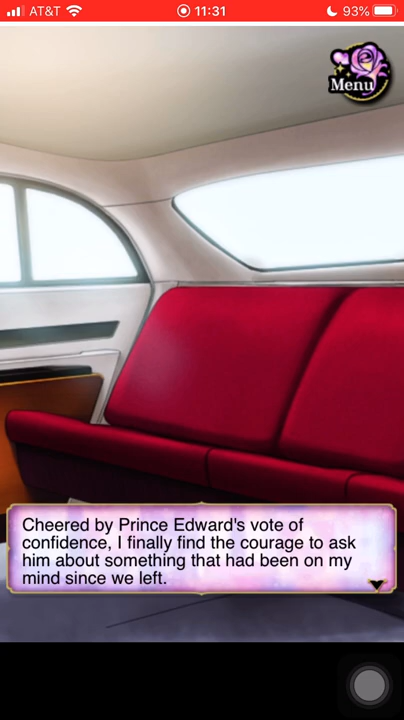 AT&T 11:31 93%
Menu
Cheered by Prince Edward's vote of
confidence, I finally find the courage to ask
him about something that had been on my
mind since we left.